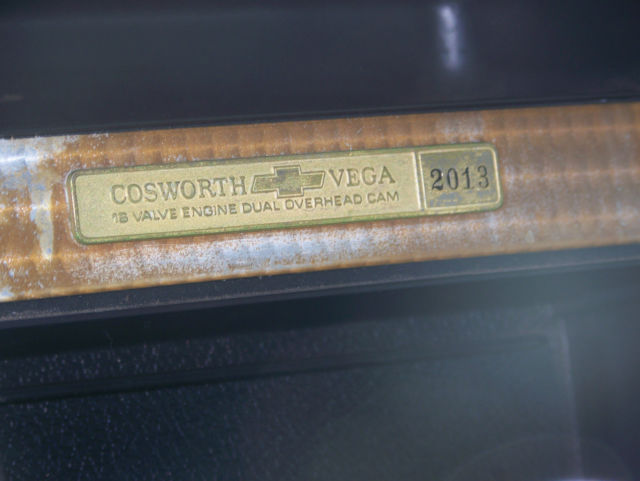 COSWORTH VEGA 2013
16 VALVE ENGINE DUAL OVERHEAD CAM